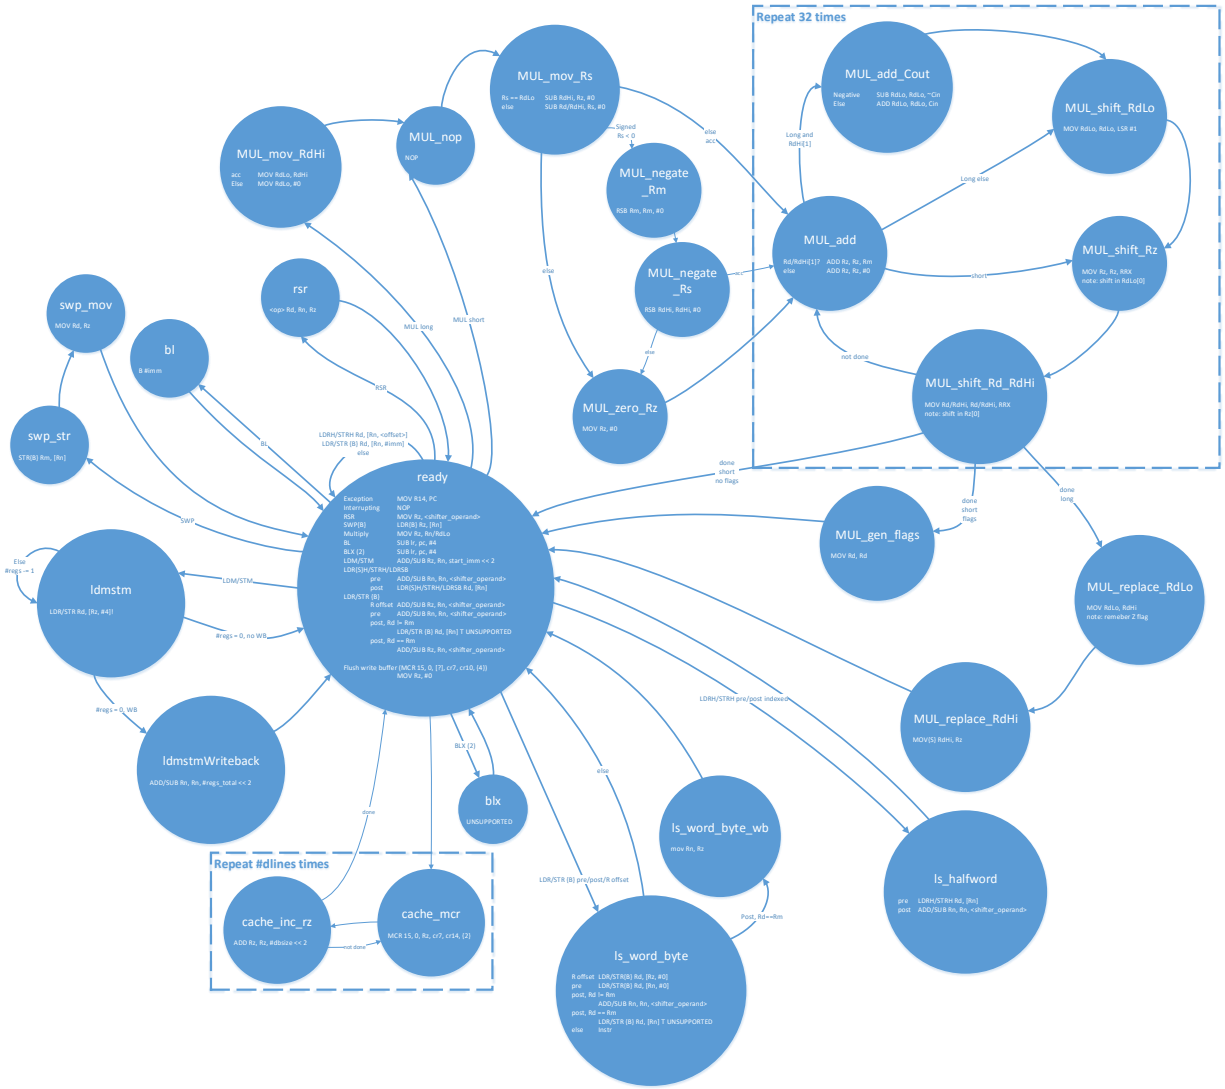 Repeat 32 times
MUL_mov_Rs
Rs == RdLo SUB RdHi, Rz, #0
else SUB Rd/RdHi, Rs, #0
MUL_add_Cout
Negative SUB RdLo, RdLo, ~Cin
Else ADD RdLo, RdLo, Cin
MUL_shift_RdLo
MOV RdLo, RdLo, LSR #1
MUL_nop
NOP
MUL_mov_RdHi
acc MOV RdLo, RdHi
Else MOV RdLo, #0
Signed
Rs < 0
else
acc
Long and
RdHi[1]
MUL_negate
_Rm
RSB Rm, Rm, #0
Long else
MUL_add
Rd/RdHi[1]? ADD Rz, Rz, Rm
else ADD Rz, Rz, #0
MUL_shift_Rz
MOV Rz, Rz, RRX
note: shift in RdLo[0]
short
MUL_negate
_Rs
RSB RdHi, RdHi, #0
acc
else
else
rsr
<op> Rd, Rn, Rz
swp_mov
MOV Rd, Rz
bl
B #imm
MUL long
MUL short
not done
MUL_shift_Rd_RdHi
MOV Rd/RdHi, Rd/RdHi, RRX
note: shift in Rz[0]
MUL_zero_Rz
MOV Rz, #0
RSR
swp_str
STR{B} Rm, [Rn]
BL
LDRH/STRH Rd, [Rn, <offset>]
LDR/STR {B} Rd, [Rn, #imm]
else
done
short
no flags
done
short
flags
done
long
SWP
ready
Exception MOV R14, PC
Interrupting NOP
RSR MOV Rz, <shifter_operand>
SWP{B} LDR{B} Rz, [Rn]
Multiply MOV Rz, Rn/RdLo
BL SUB lr, pc, #4
BLX (2) SUB lr, pc, #4
LDM/STM ADD/SUB Rz, Rn, start_imm << 2
LDR{S}H/STRH/LDRSB
pre ADD/SUB Rn, Rn, <shifter_operand>
post LDR{S}H/STRH/LDRSB Rd, [Rn]
LDR/STR {B}
R offset ADD/SUB Rz, Rn, <shifter_operand>
pre ADD/SUB Rn, Rn, <shifter_operand>
post, Rd != Rm
LDR/STR {B} Rd, [Rn] T UNSUPPORTED
post, Rd == Rm
ADD/SUB Rz, Rn, <shifter_operand>
Flush write buffer (MCR 15, 0, [?], cr7, cr10, {4})
MOV Rz, #0
MUL_gen_flags
MOV Rd, Rd
Else
#regs -= 1
ldmstm
LDR/STR Rd, [Rz, #4]!
LDM/STM
#regs = 0, no WB
#regs = 0, WB
MUL_replace_RdLo
MOV RdLo, RdHi
note: remeber Z flag
LDRH/STRH pre/post indexed
MUL_replace_RdHi
MOV{S} RdHi, Rz
ldmstmWriteback
ADD/SUB Rn, Rn, #regs_total << 2
BLX (2)
blx
UNSUPPORTED
else
ls_word_byte_wb
mov Rn, Rz
done
Repeat #dlines times
cache_inc_rz
ADD Rz, Rz, #dbsize << 2
not done
cache_mcr
MCR 15, 0, Rz, cr7, cr14, {2}
LDR/STR {B} pre/post/R offset
Post, Rd==Rm
ls_halfword
pre LDRH/STRH Rd, [Rn]
post ADD/SUB Rn, Rn, <shifter_operand>
ls_word_byte
R offset LDR/STR{B} Rd, [Rz, #0]
pre LDR/STR{B} Rd, [Rn, #0]
post, Rd != Rm
ADD/SUB Rn, Rn, <shifter_operand>
post, Rd == Rm
LDR/STR {B} Rd, [Rn] T UNSUPPORTED
else Instr